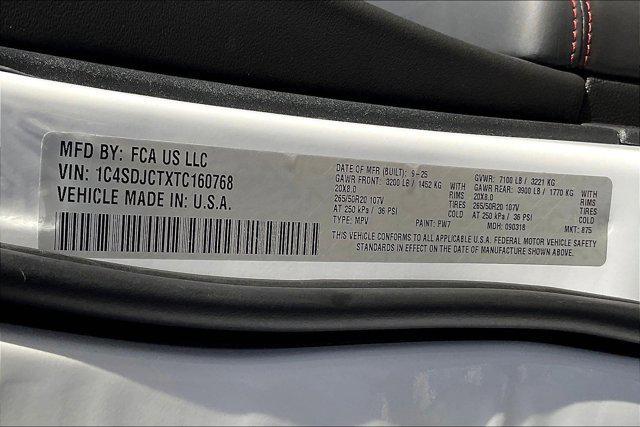 MFD BY: FCA US LLC
VIN: 1C4SDJCTXTC160768
VEHICLE MADE IN: U.S.A.
DATE OF MFR (BUILT): 9-25 GVWR: 7100 LB / 3221 KG
GAWR FRONT: 3200 LB / 1452 KG WITH GAWR REAR: 3900 LB / 1770 KG WITH
20X8.0 RIMS 20X8.0 RIMS
265/50R20 107V TIRES 265/50R20 107V TIRES
AT 250 kPa / 36 PSI COLD AT 250 kPa / 36 PSI COLD
TYPE: MPV PAINT: PW7 MDH: 090318 MKT: 875
THIS VEHICLE CONFORMS TO ALL APPLICABLE U.S.A. FEDERAL MOTOR VEHICLE SAFETY
STANDARDS IN EFFECT ON THE DATE OF MANUFACTURE SHOWN ABOVE.